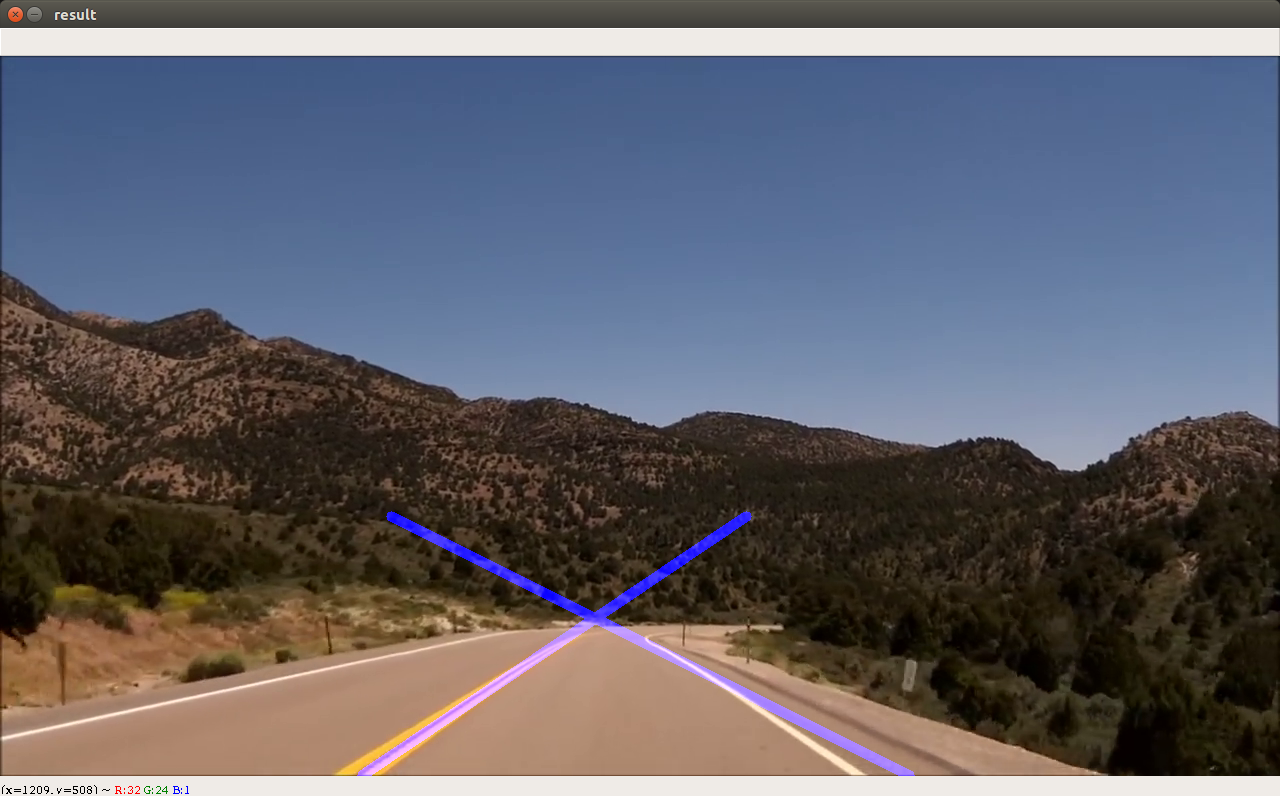 result
(x=1209, y=508) ~ R:32 G:24 B:1